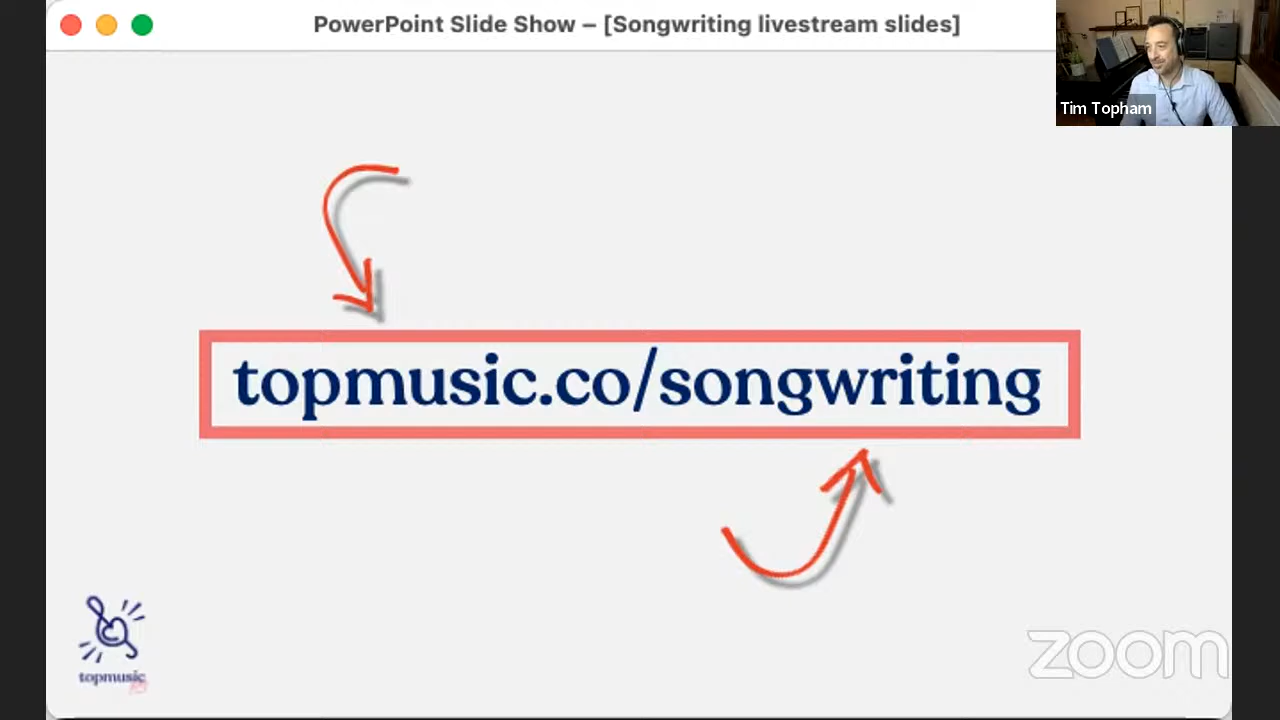 PowerPoint Slide Show – [Songwriting livestream slides]
Tim Topham
topmusic.co/songwriting
topmusic
zoom